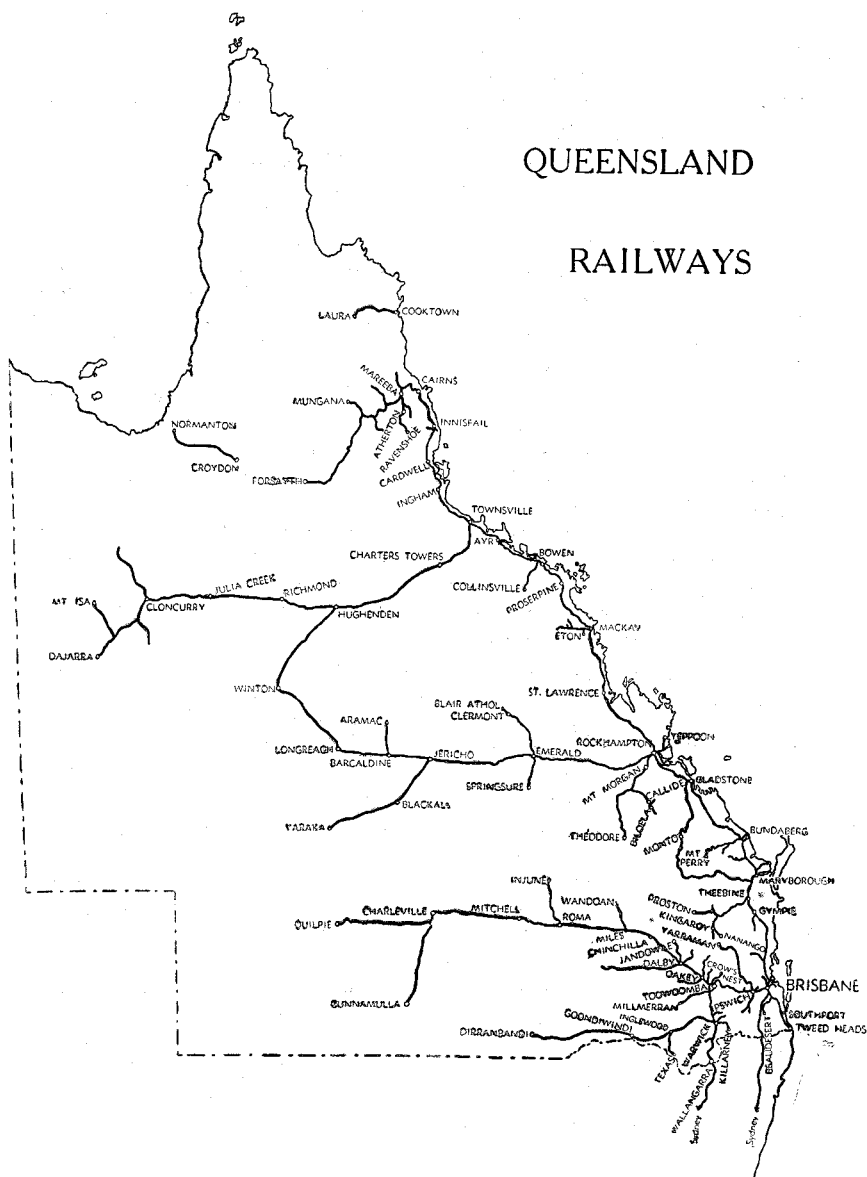 QUEENSLAND
RAILWAYS
LAURA
COOKTOWN
MAREEBA
CAIRNS
MUNGANA
NORMANTON
INNISFAIL
ATHERTON
RAVENSHOE
CROYDON
CARDWELL
FORSAYTH
INGHAM
TOWNSVILLE
AYR
CHARTERS TOWERS
BOWEN
JULIA CREEK
RICHMOND
COLLINSVILLE
PROSERPINE
MT ISA
CLONCURRY
HUGHENDEN
MACKAY
ETON
DAJARRA
WINTON
ST. LAWRENCE
BLAIR ATHOL
CLERMONT
ARAMAC
LONGREACH
BARCALDINE
JERICHO
EMERALD
ROCKHAMPTON
YEPPOON
SPRINGSURE
MT MORGAN
CALLIDE
GLADSTONE
BLACKALL
YARAKA
THEODORE
BILOELA
MONTO
MT
PERRY
BUNDABERG
MARYBOROUGH
THEEBINE
INJUNE
WANDOAN
PROSTON
GYMPIE
KINGAROY
CHARLEVILLE
MITCHELL
ROMA
QUILPIE
YARRAMAN
NANANGO
MILES
CHINCHILLA
JANDOWAE
DALBY
CROW'S
NEST
OAKEY
TOOWOOMBA
BRISBANE
IPSWICH
CUNNAMULLA
MILLMERRAN
INGLEWOOD
SOUTHPORT
GOONDIWINDI
TWEED HEADS
DIRRANBANDI
WARWICK
KILLARNEY
BEAUDESERT
TEXAS
WALLANGARRA
Sydney
Sydney